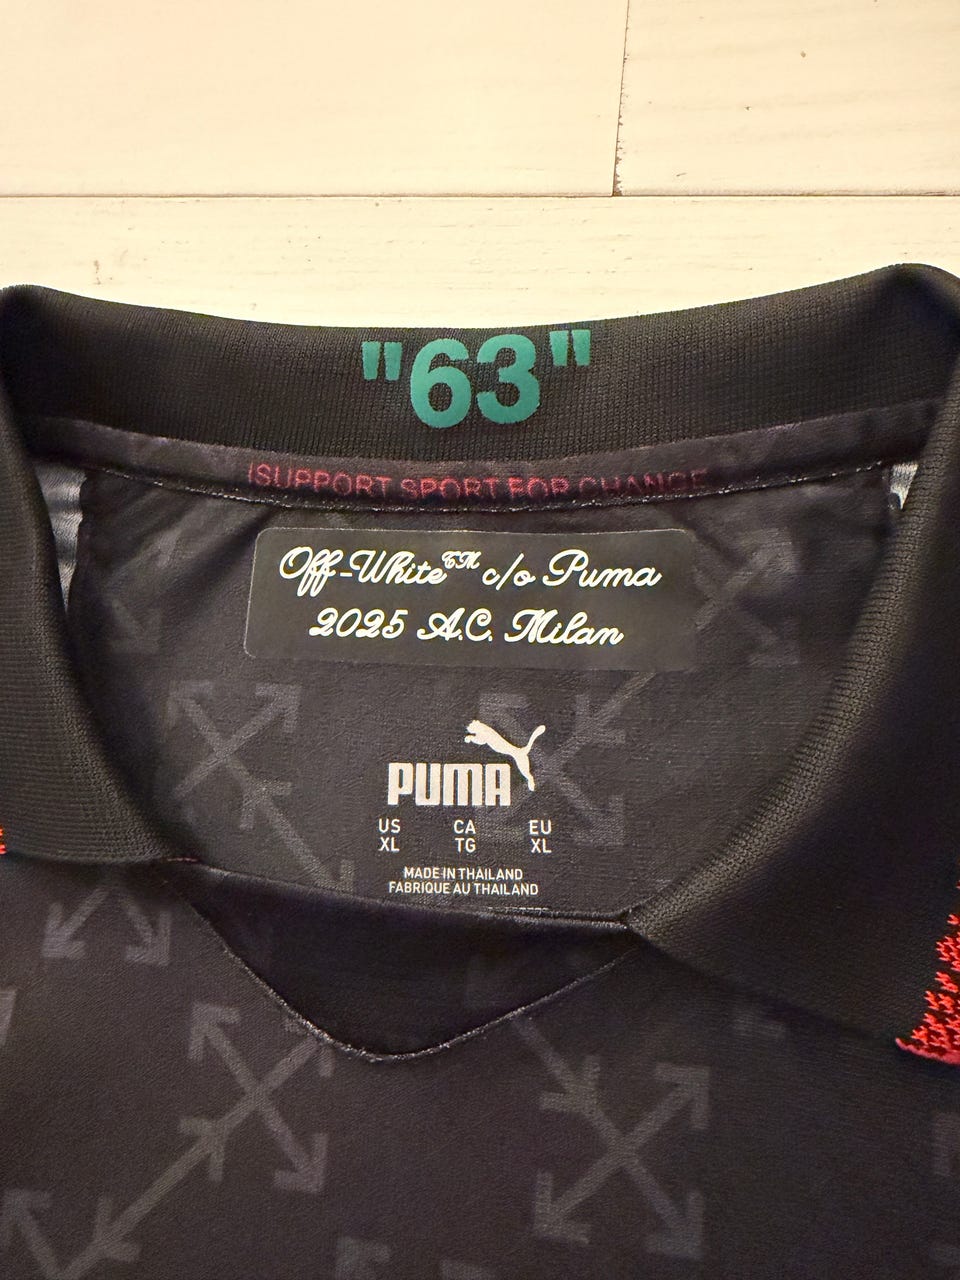 "63"
ISUPPORT SPORT FOR CHANGE
Off-White™ c/o Puma
2025 A.C. Milan
PUMA
US CA EU
XL TG XL
MADE IN THAILAND
FABRIQUE AU THAILAND